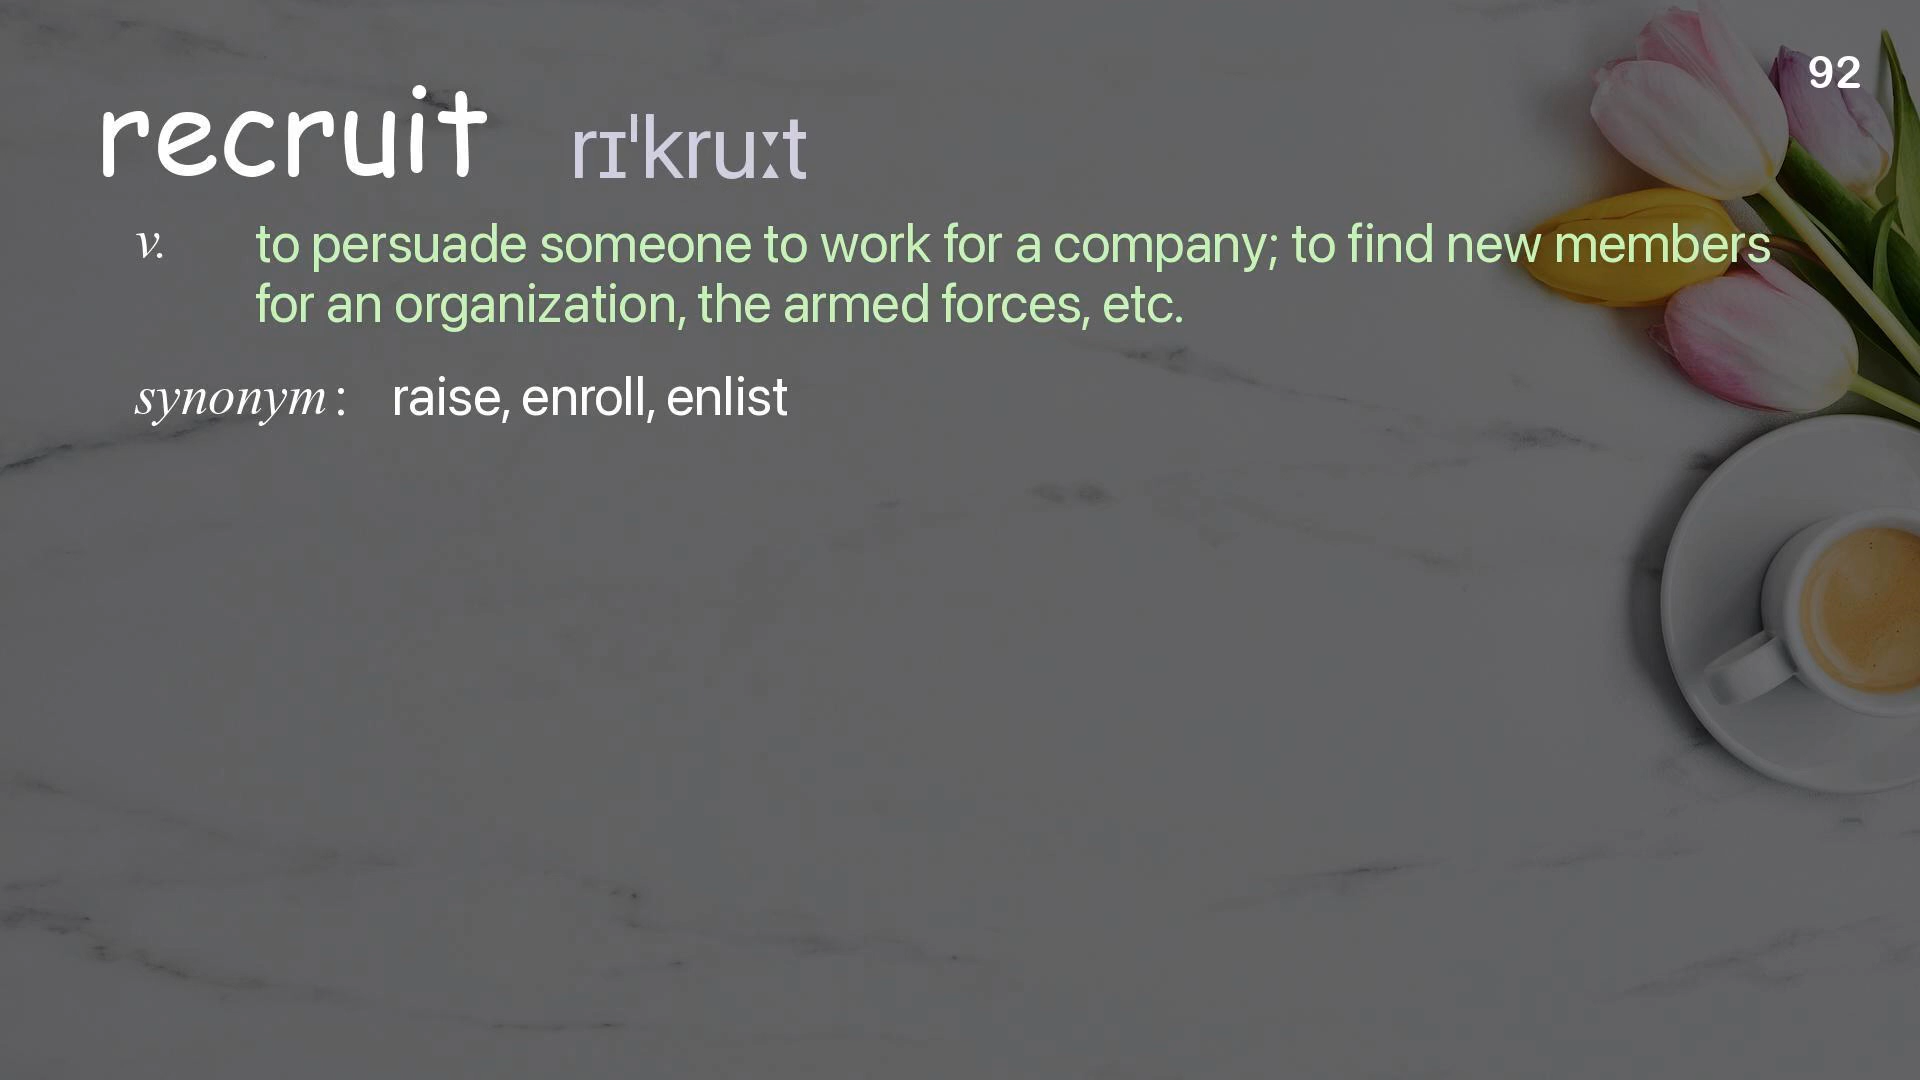 92
recruit rɪˈkruːt
v. to persuade someone to work for a company; to find new members
for an organization, the armed forces, etc.
synonym: raise, enroll, enlist